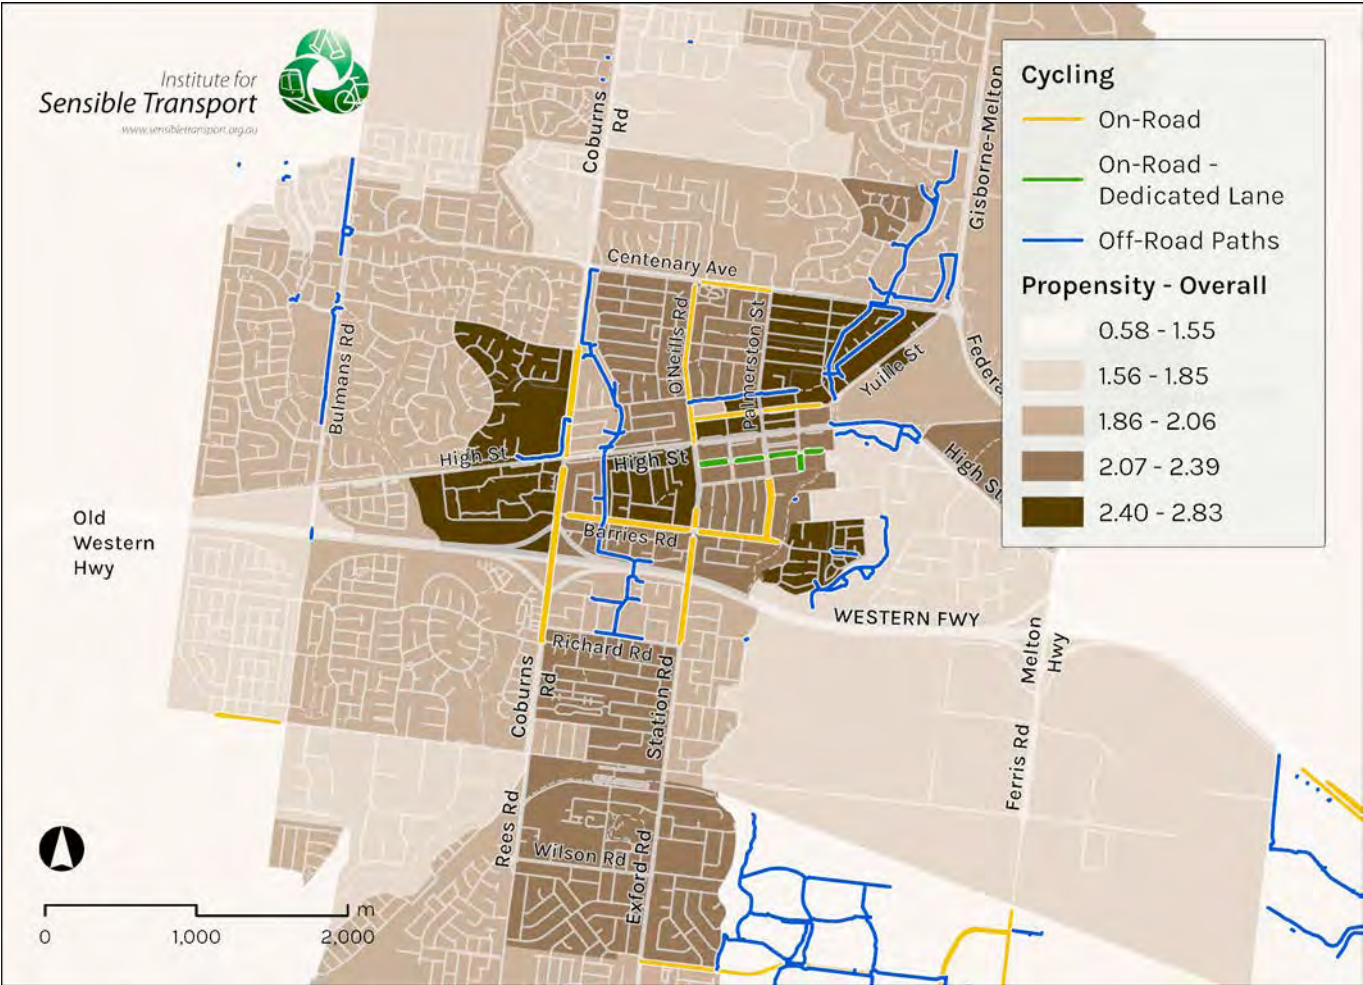 Institute for
Sensible Transport
www.sensibletransport.org.au
Cycling
On-Road
On-Road -
Dedicated Lane
Off-Road Paths
Propensity - Overall
0.58 - 1.55
1.56 - 1.85
1.86 - 2.06
2.07 - 2.39
2.40 - 2.83
Coburns
Rd
Gisborne-Melton
Centenary Ave
O'Neills Rd
Palmerston St
Bulmans Rd
Yuille St
Federa
High St
High St
High St
Old
Western
Hwy
Barries Rd
WESTERN FWY
Richard Rd
Melton
Hwy
Coburns
Rd
Station Rd
Ferris Rd
Rees Rd
Wilson Rd
Exford Rd
m
0
1,000
2,000